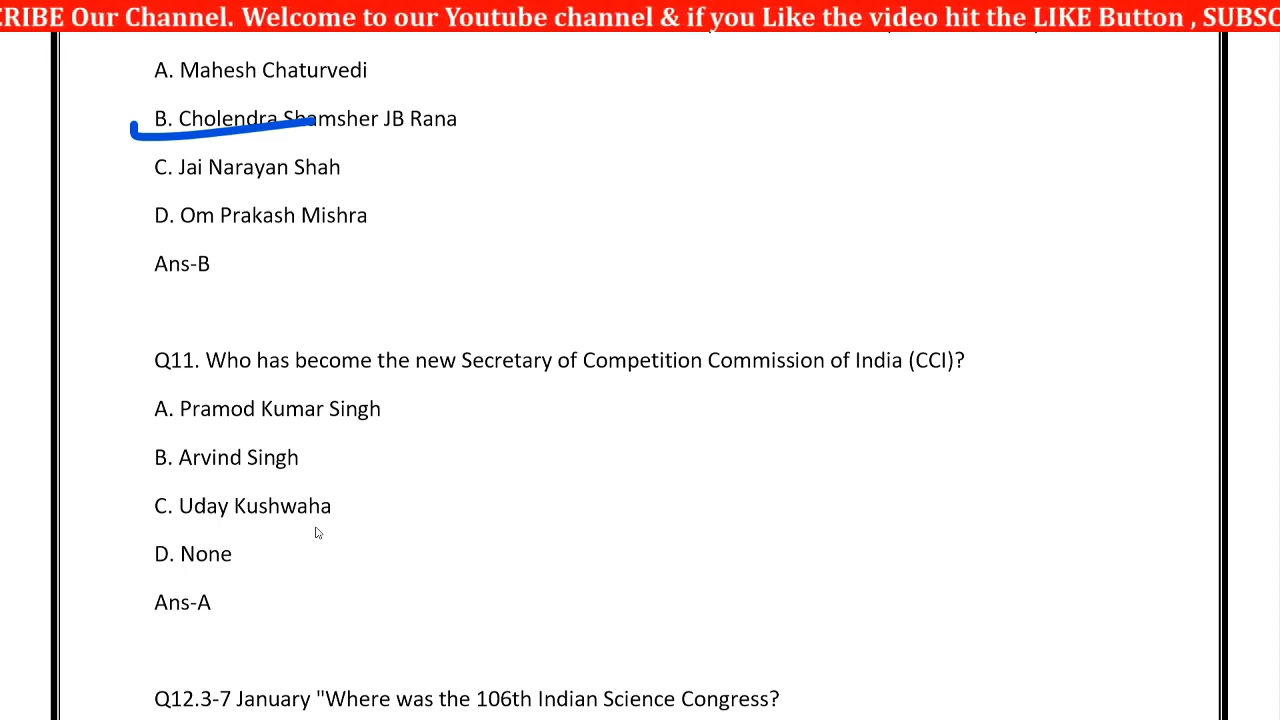 RIBE Our Channel. Welcome to our Youtube channel & if you Like the video hit the LIKE Button , SUBSC
A. Mahesh Chaturvedi
B. Cholendra Shamsher JB Rana
C. Jai Narayan Shah
D. Om Prakash Mishra
Ans-B
Q11. Who has become the new Secretary of Competition Commission of India (CCI)?
A. Pramod Kumar Singh
B. Arvind Singh
C. Uday Kushwaha
D. None
Ans-A
Q12.3-7 January "Where was the 106th Indian Science Congress?